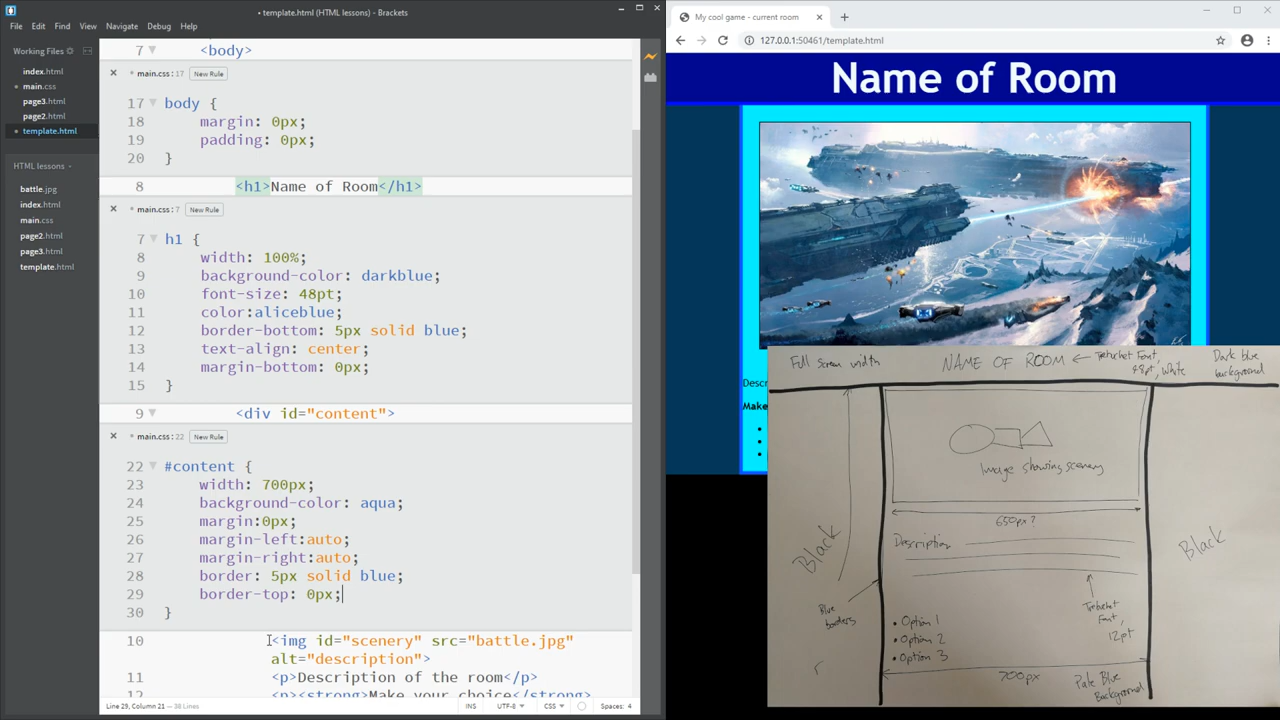 • template.html (HTML lessons) - Brackets
File Edit Find View Navigate Debug Help
Working Files
index.html
main.css
page3.html
page2.html
template.html
HTML lessons
battle.jpg
index.html
main.css
page2.html
page3.html
template.html
7 <body>
× main.css : 17 New Rule
17 body {
18 margin: 0px;
19 padding: 0px;
20 }
8 <h1>Name of Room</h1>
× main.css : 7 New Rule
7 h1 {
8 width: 100%;
9 background-color: darkblue;
10 font-size: 48pt;
11 color:aliceblue;
12 border-bottom: 5px solid blue;
13 text-align: center;
14 margin-bottom: 0px;
15 }
9 <div id="content">
× main.css : 22 New Rule
22 #content {
23 width: 700px;
24 background-color: aqua;
25 margin:0px;
26 margin-left:auto;
27 margin-right:auto;
28 border: 5px solid blue;
29 border-top: 0px;
30 }
10 <img id="scenery" src="battle.jpg"
alt="description">
11 <p>Description of the room</p>
12 <p><strong>Make your choice</strong>
Line 29, Column 21 — 38 Lines
INS UTF-8 CSS Spaces: 4
My cool game - current room
127.0.0.1:50461/template.html
Name of Room
Descr
Make
Full Screen width
NAME OF ROOM
Trebuchet Font,
48pt, White
Dark blue
background
Image showing scenery
650px?
Description
Black
Black
Blue
borders
Trebuchet
Font,
12pt
• Option 1
• Option 2
• Option 3
700px
Pale Blue
Background